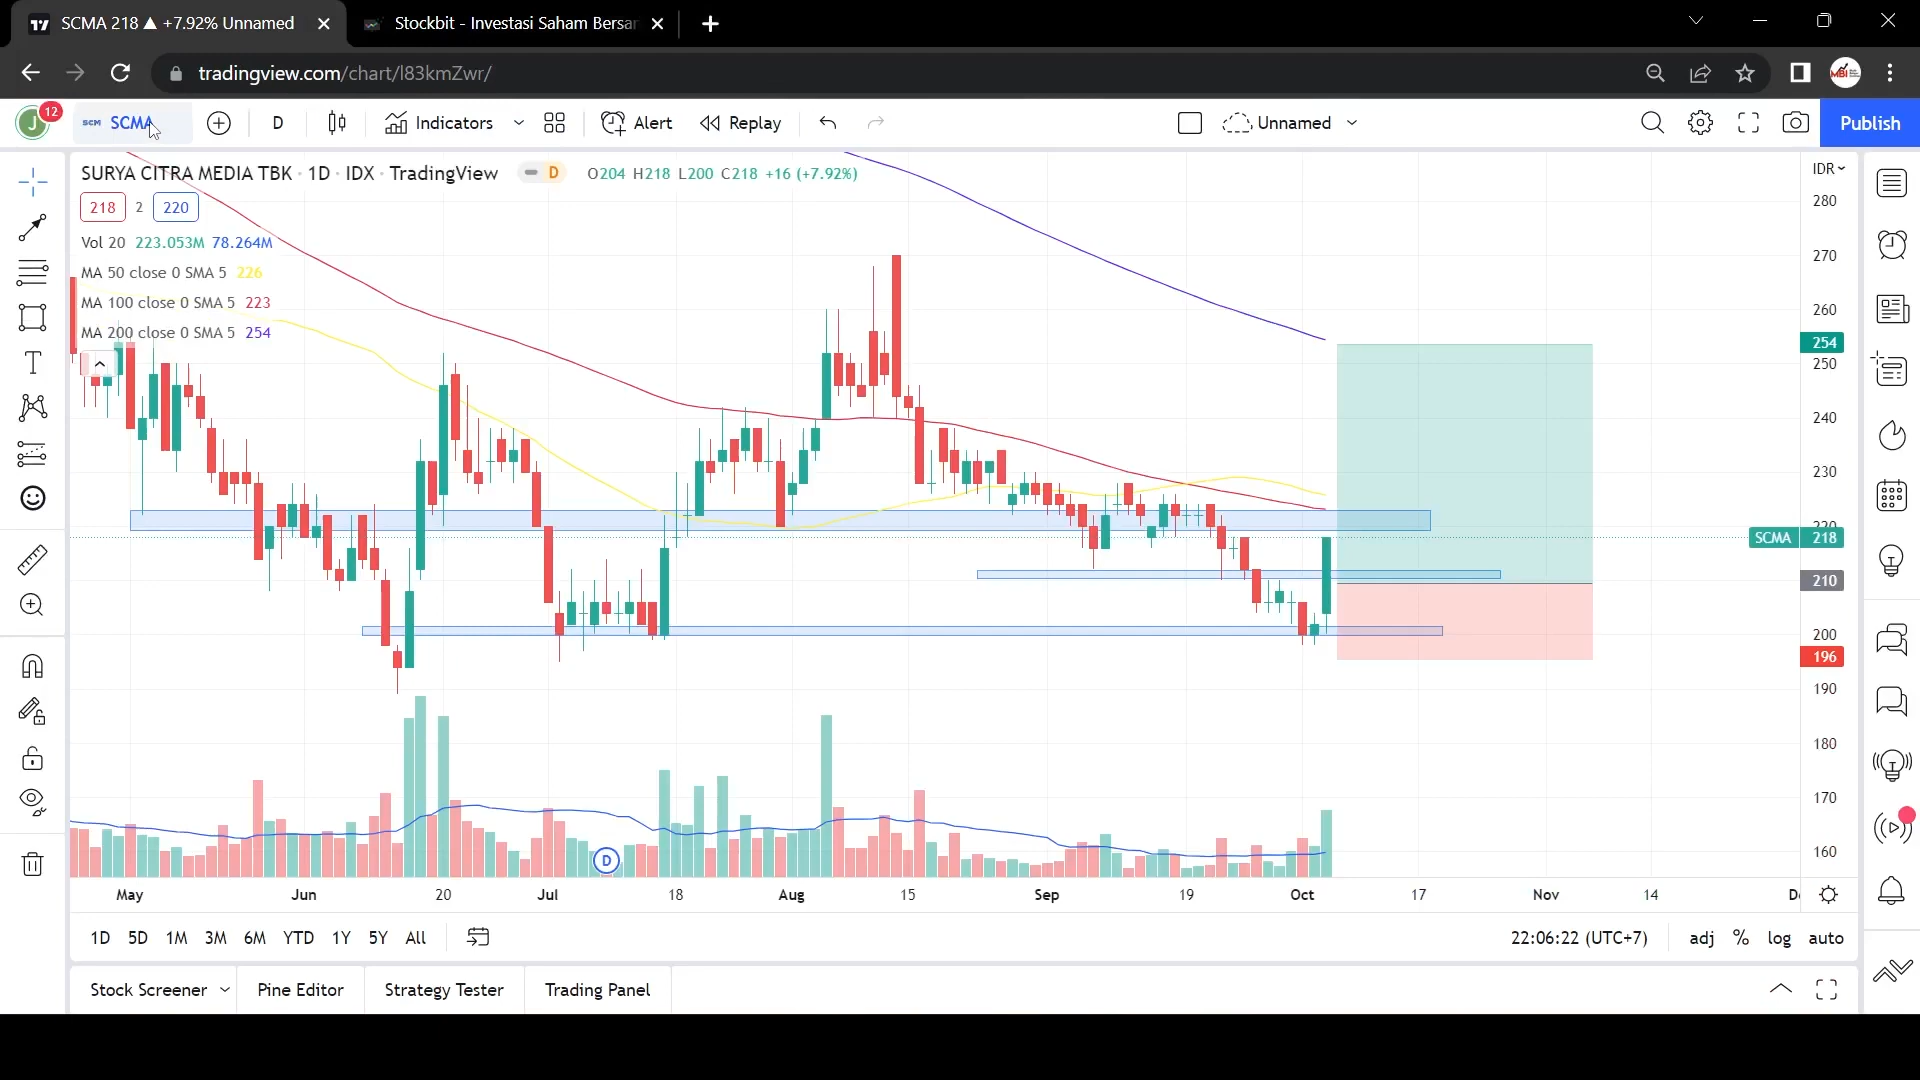 SCMA 218 ▲ +7.92% Unnamed
Stockbit - Investasi Saham Bersar
tradingview.com/chart/l83kmZwr/
MBI
J 12 SCM SCMA D Indicators Alert Replay Unnamed Publish
SURYA CITRA MEDIA TBK · 1D · IDX · TradingView D O204 H218 L200 C218 +16 (+7.92%)
IDR
218 2 220
Vol 20 223.053M 78.264M
MA 50 close 0 SMA 5 226
MA 100 close 0 SMA 5 223
MA 200 close 0 SMA 5 254
280
270
260
254
250
240
230
220
SCMA 218
210
200
196
190
180
170
160
D
May Jun 20 Jul 18 Aug 15 Sep 19 Oct 17 Nov 14 De
1D 5D 1M 3M 6M YTD 1Y 5Y All 22:06:22 (UTC+7) adj % log auto
Stock Screener Pine Editor Strategy Tester Trading Panel